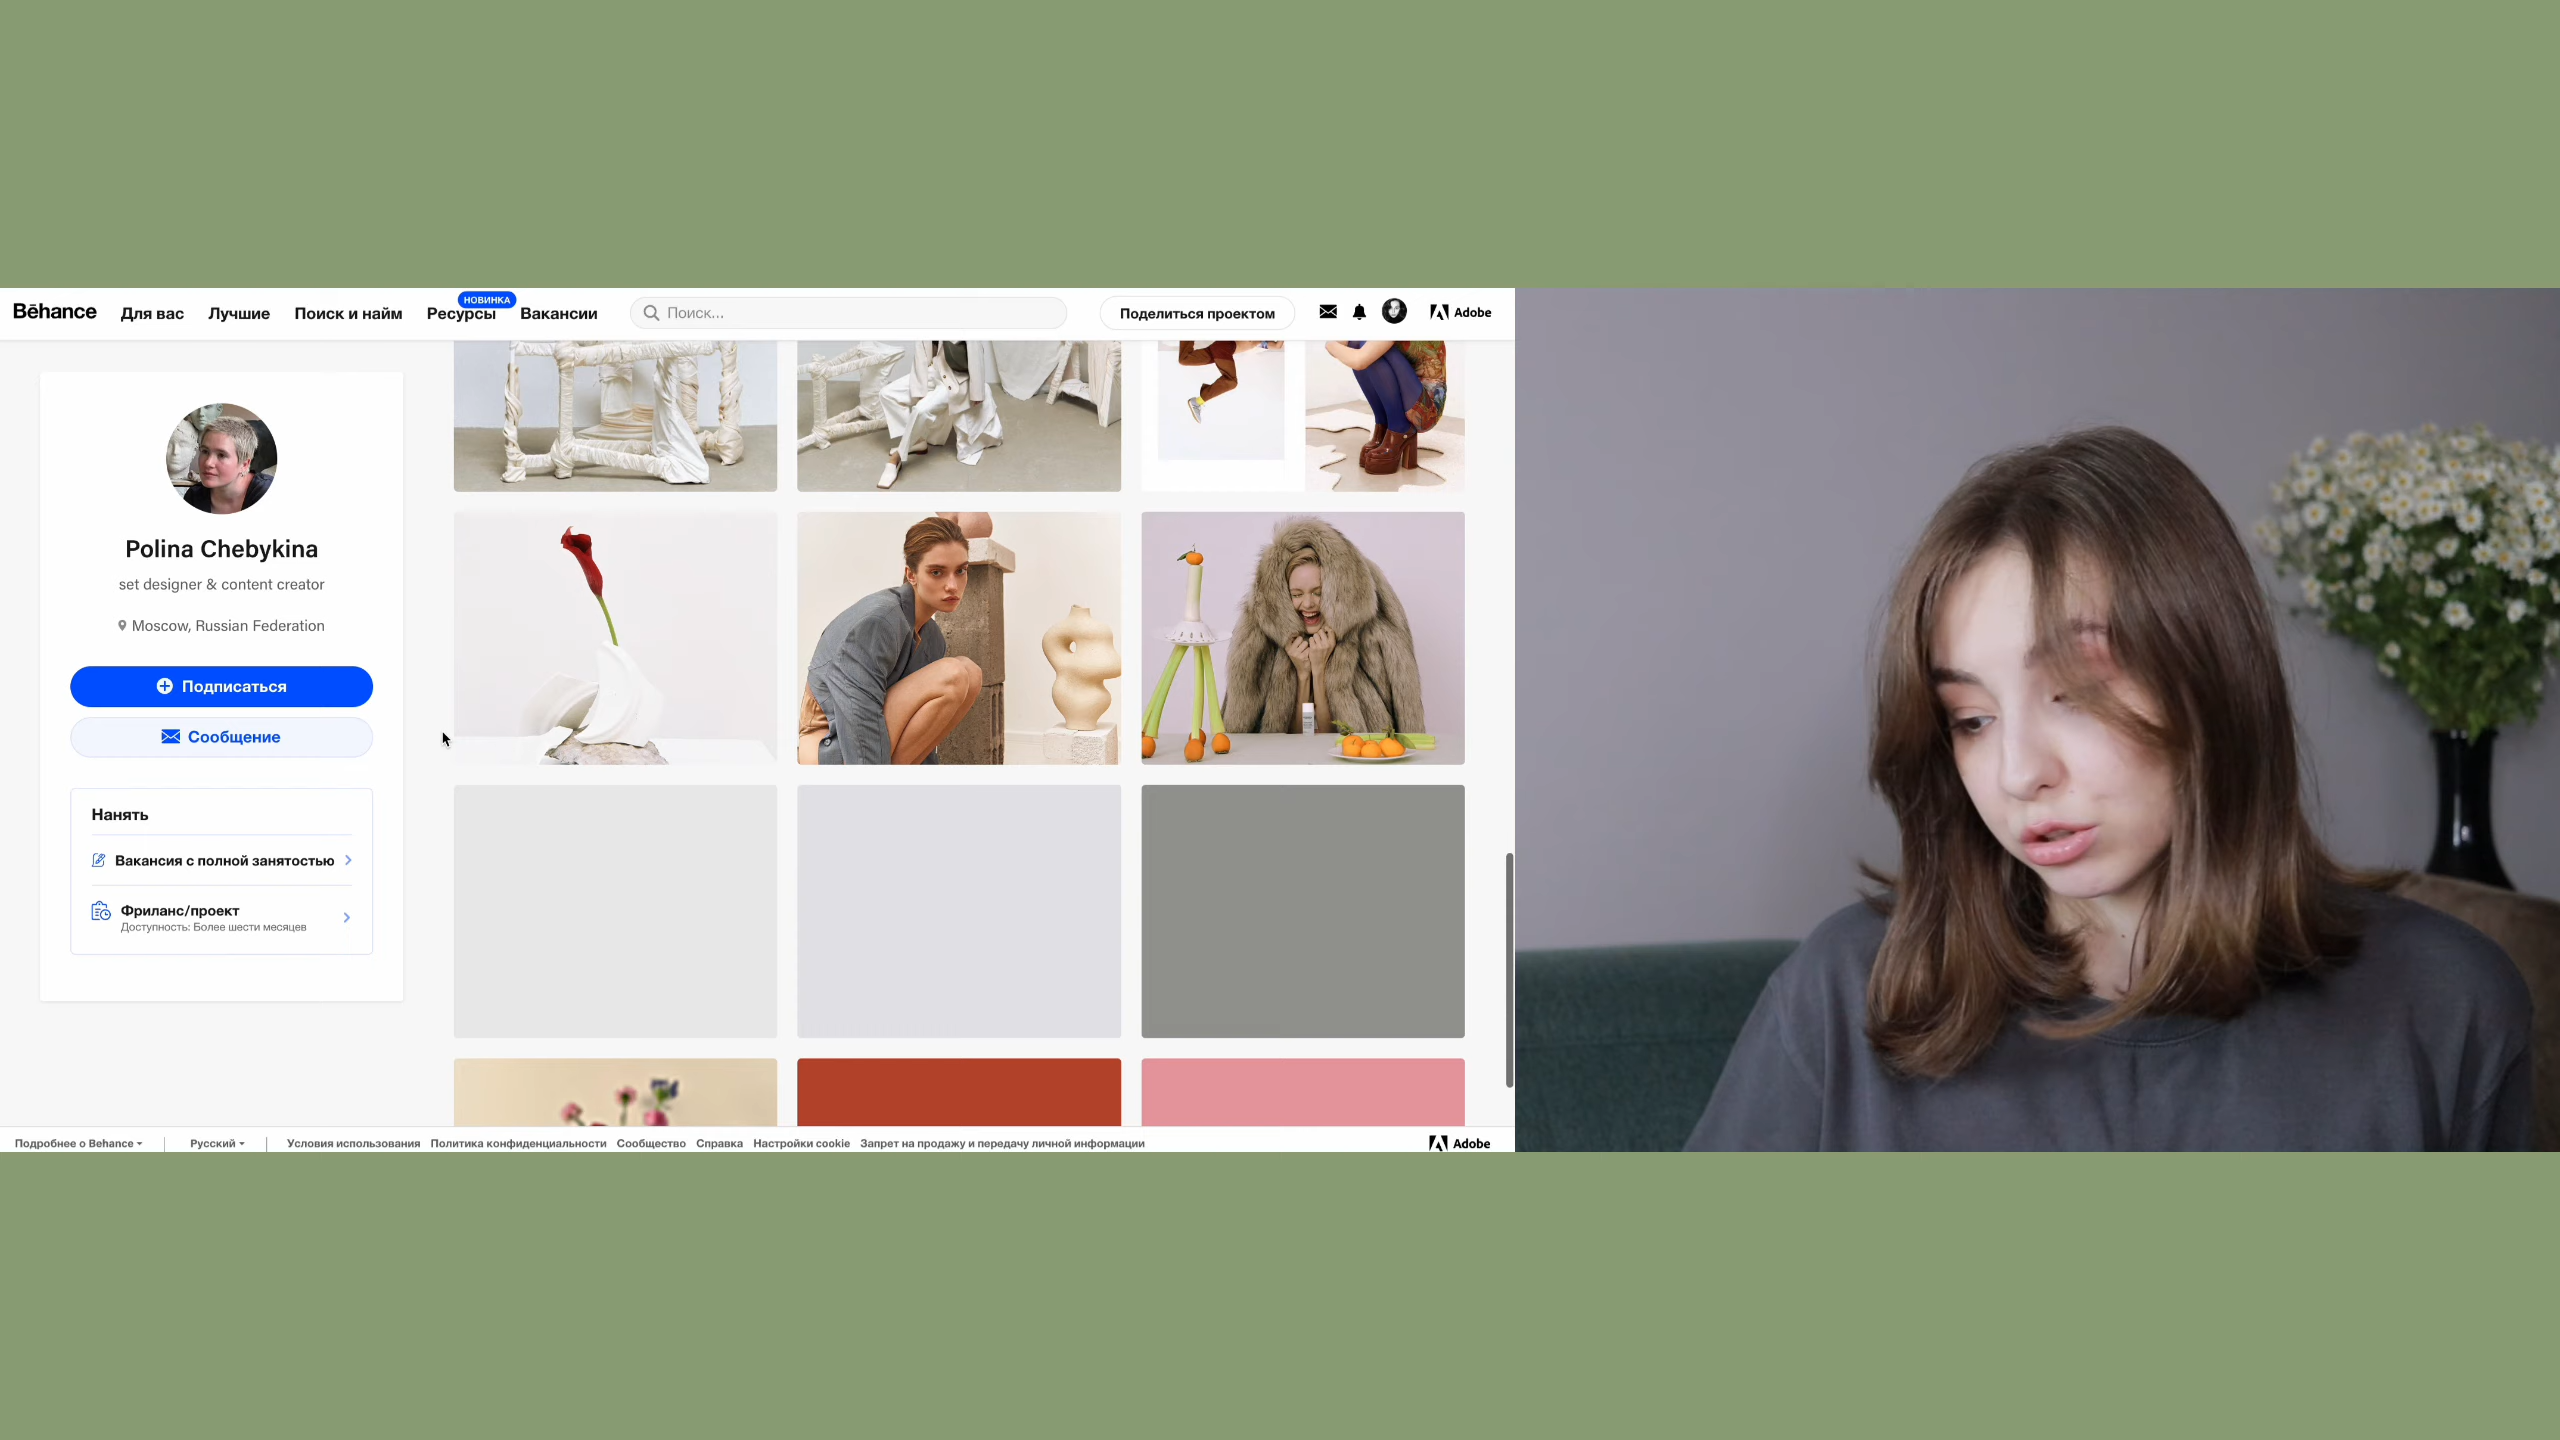 Bēhance
Для вас
Лучшие
Поиск и найм
НОВИНКА
Ресурсы
Вакансии
Поиск...
Поделиться проектом
Adobe
Polina Chebykina
set designer & content creator
Moscow, Russian Federation
Подписаться
Сообщение
Нанять
Вакансия с полной занятостью
Фриланс/проект
Доступность: Более шести месяцев
Подробнее о Behance
Русский
Условия использования
Политика конфиденциальности
Сообщество
Справка
Настройки cookie
Запрет на продажу и передачу личной информации
Adobe